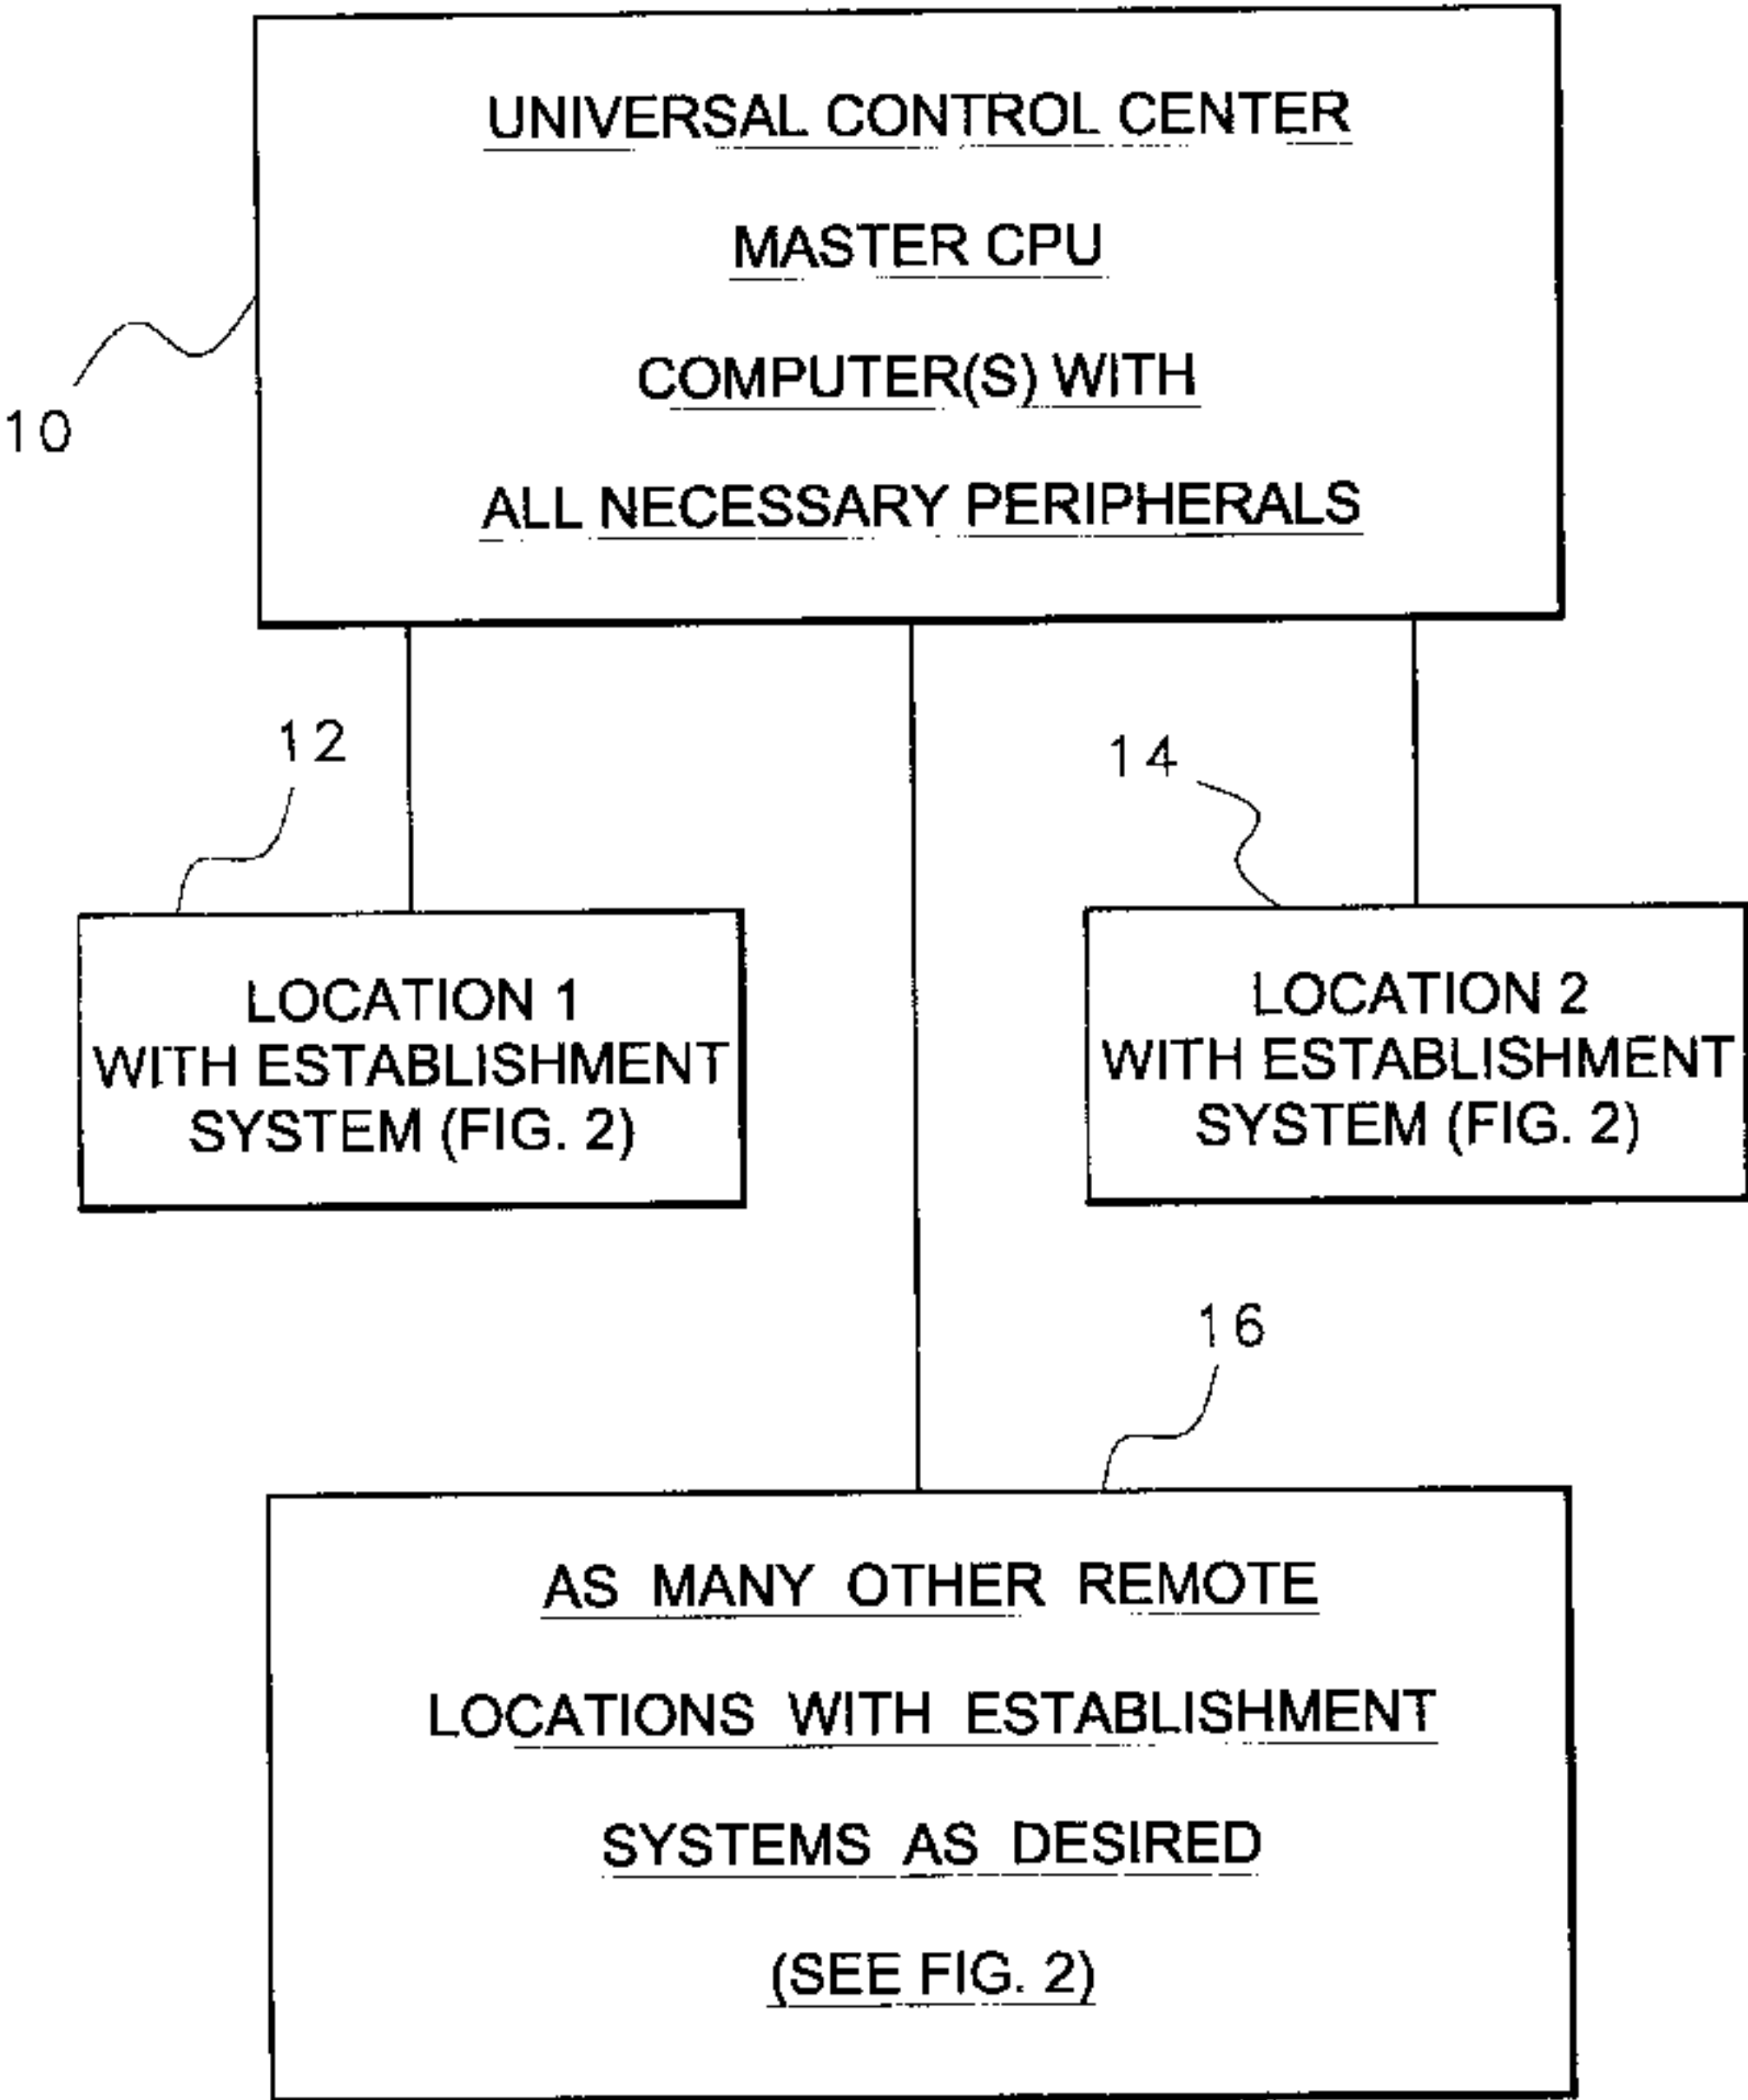 UNIVERSAL CONTROL CENTER
MASTER CPU
COMPUTER(S) WITH
ALL NECESSARY PERIPHERALS
10
12
14
LOCATION 1
WITH ESTABLISHMENT
SYSTEM (FIG. 2)
LOCATION 2
WITH ESTABLISHMENT
SYSTEM (FIG. 2)
16
AS MANY OTHER REMOTE
LOCATIONS WITH ESTABLISHMENT
SYSTEMS AS DESIRED
(SEE FIG. 2)